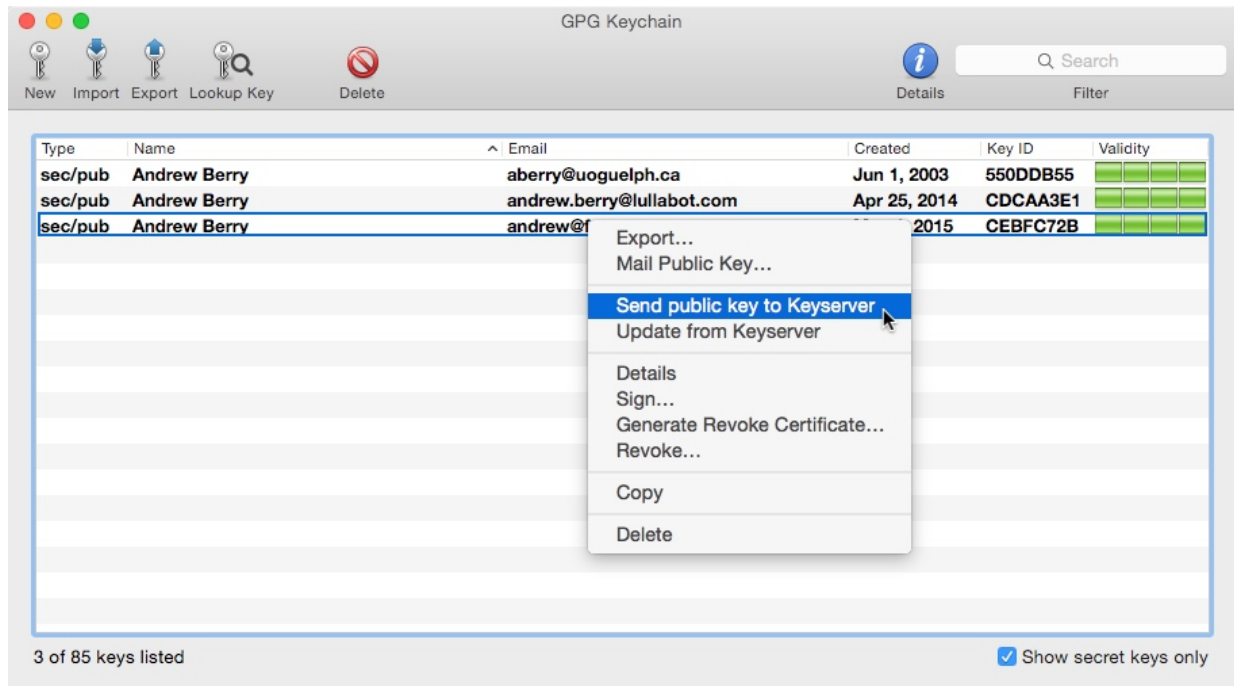 GPG Keychain
New Import Export Lookup Key Delete Details Search Filter
Type Name Email Created Key ID Validity
sec/pub Andrew Berry aberry@uoguelph.ca Jun 1, 2003 550DDB55
sec/pub Andrew Berry andrew.berry@lullabot.com Apr 25, 2014 CDCAA3E1
sec/pub Andrew Berry 2015 CEBFC72B
Export...
Mail Public Key...
Send public key to Keyserver
Update from Keyserver
Details
Sign...
Generate Revoke Certificate...
Revoke...
Copy
Delete
3 of 85 keys listed Show secret keys only